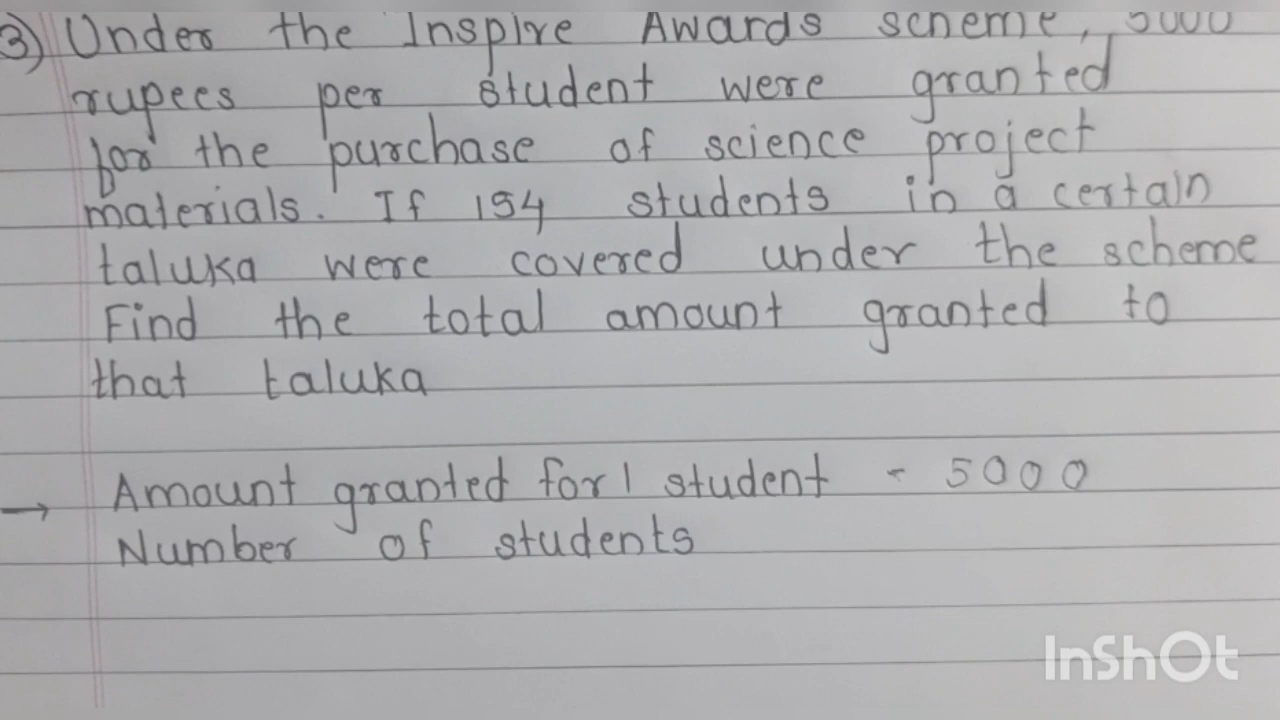 3) Under the Inspire Awards scheme, 5000
rupees per student were granted
for the purchase of science project
materials. If 154 students in a certain
taluka were covered under the scheme
Find the total amount granted to
that taluka
→ Amount granted for 1 student = 5000
Number of students
InShOt